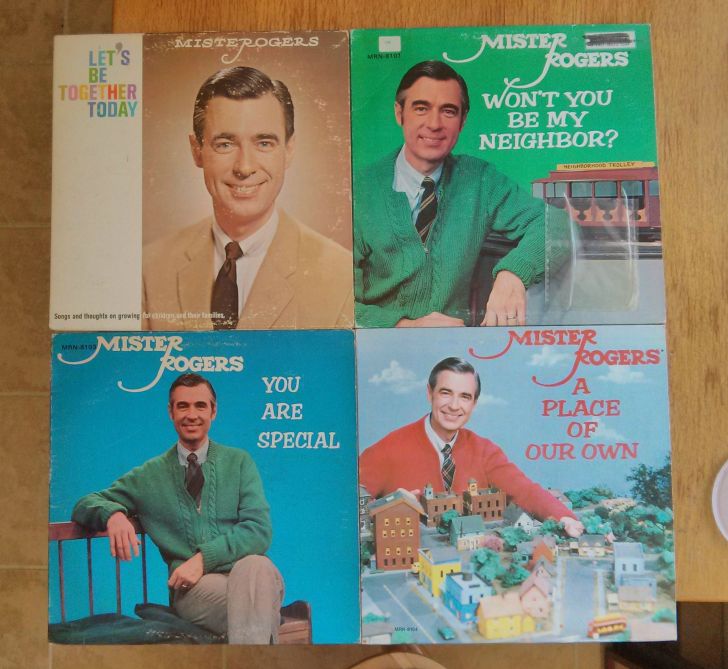 LET'S
BE
TOGETHER
TODAY
MISTEROGERS
Songs and thoughts on growing for children and their families.
MRN-8101
MISTER
ROGERS
WON'T YOU
BE MY
NEIGHBOR?
NEIGHBORHOOD TROLLEY
MRN-8103
MISTER
ROGERS
YOU
ARE
SPECIAL
MISTER
ROGERS'
A
PLACE
OF
OUR OWN
MRN-8104